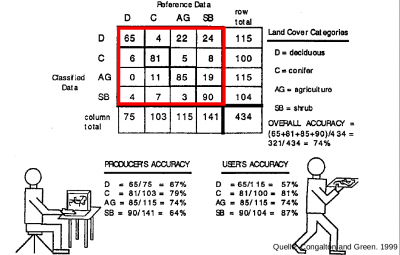 Reference Data
D C AG SB row total
D 65 4 22 24 115
C 6 81 5 8 100
Classified Data
AG 0 11 85 19 115
SB 4 7 3 90 104
column total 75 103 115 141 434
Land Cover Categories
D = deciduous
C = conifer
AG = agriculture
SB = shrub
OVERALL ACCURACY =
(65+81+85+90)/434 =
321/434 = 74%
PRODUCER'S ACCURACY
D = 65/75 = 87%
C = 81/103 = 79%
AG = 85/115 = 74%
SB = 90/141 = 64%
USER'S ACCURACY
D = 65/115 = 57%
C = 81/100 = 81%
AG = 85/115 = 74%
SB = 90/104 = 87%
Quelle: Congalton and Green. 1999